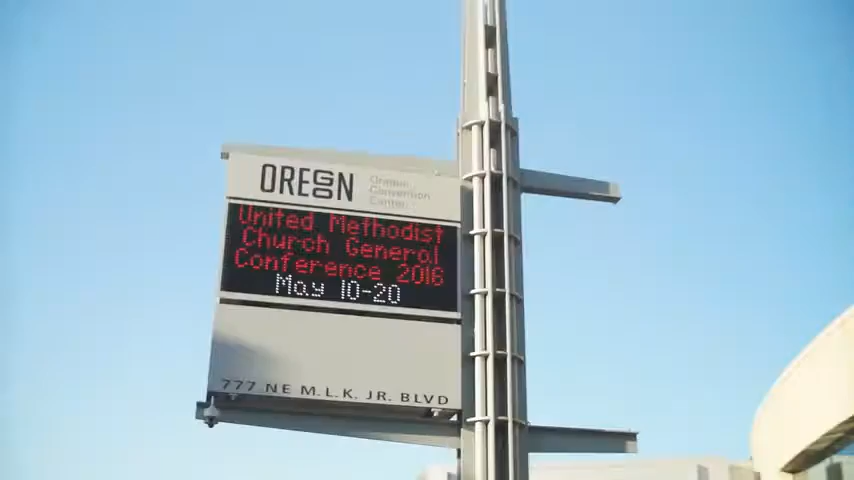 OREGON
Oregon
Convention
Center
United Methodist
Church General
Conference 2016
May 10-20
777 NE M.L.K. JR. BLVD